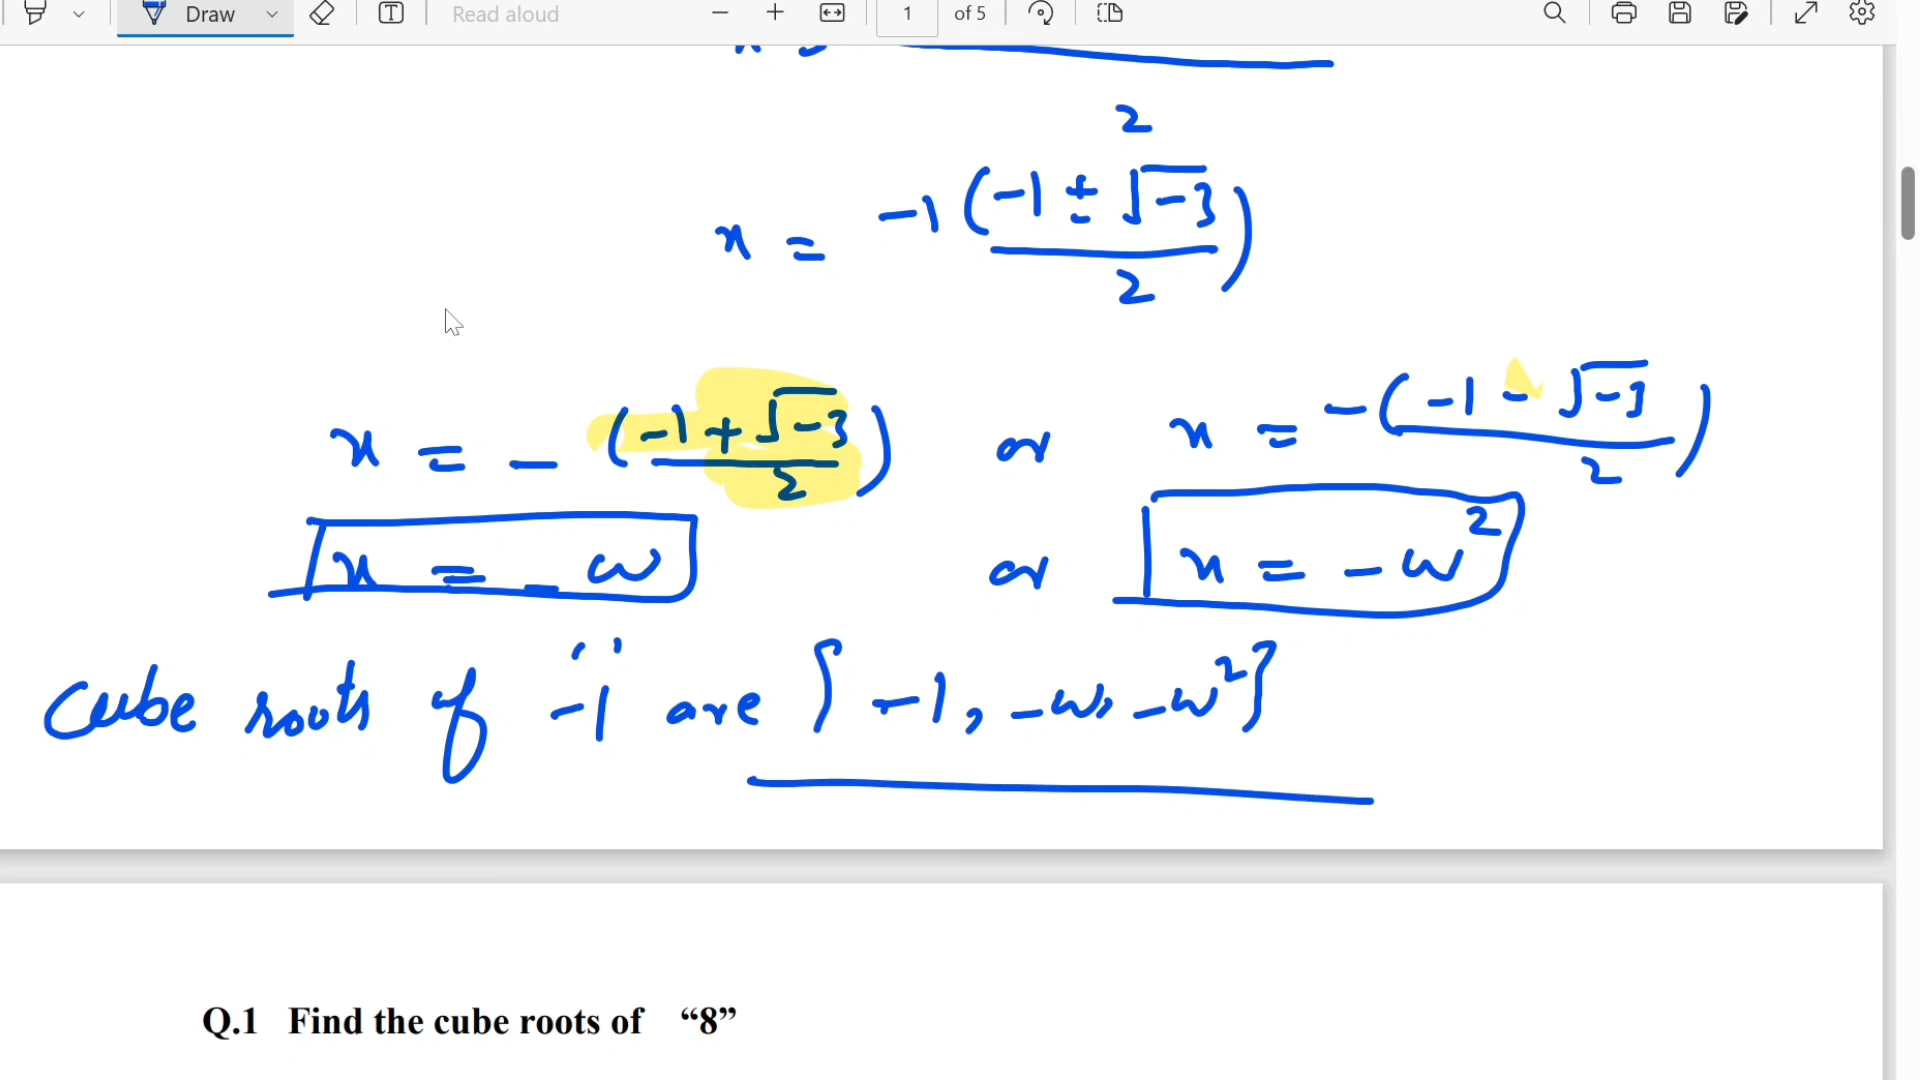 Draw Read aloud 1 of 5
2
x = -1 (-1 ± √-3 / 2)
x = - (-1 + √-3 / 2) or x = - (-1 - √-3 / 2)
x = - ω or x = - ω²
Cube roots of "-1" are { -1, -ω, -ω² }
Q.1 Find the cube roots of “8”